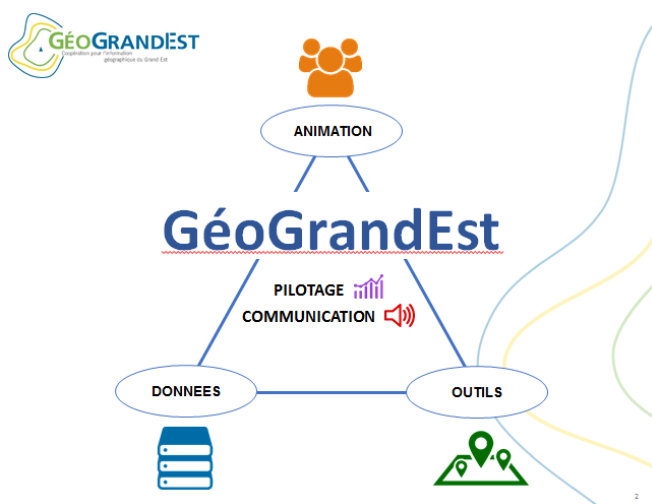 GÉOGRANDEST
Coopération pour l'information
géographique du Grand Est
ANIMATION
GéoGrandEst
PILOTAGE
COMMUNICATION
DONNEES
OUTILS
2